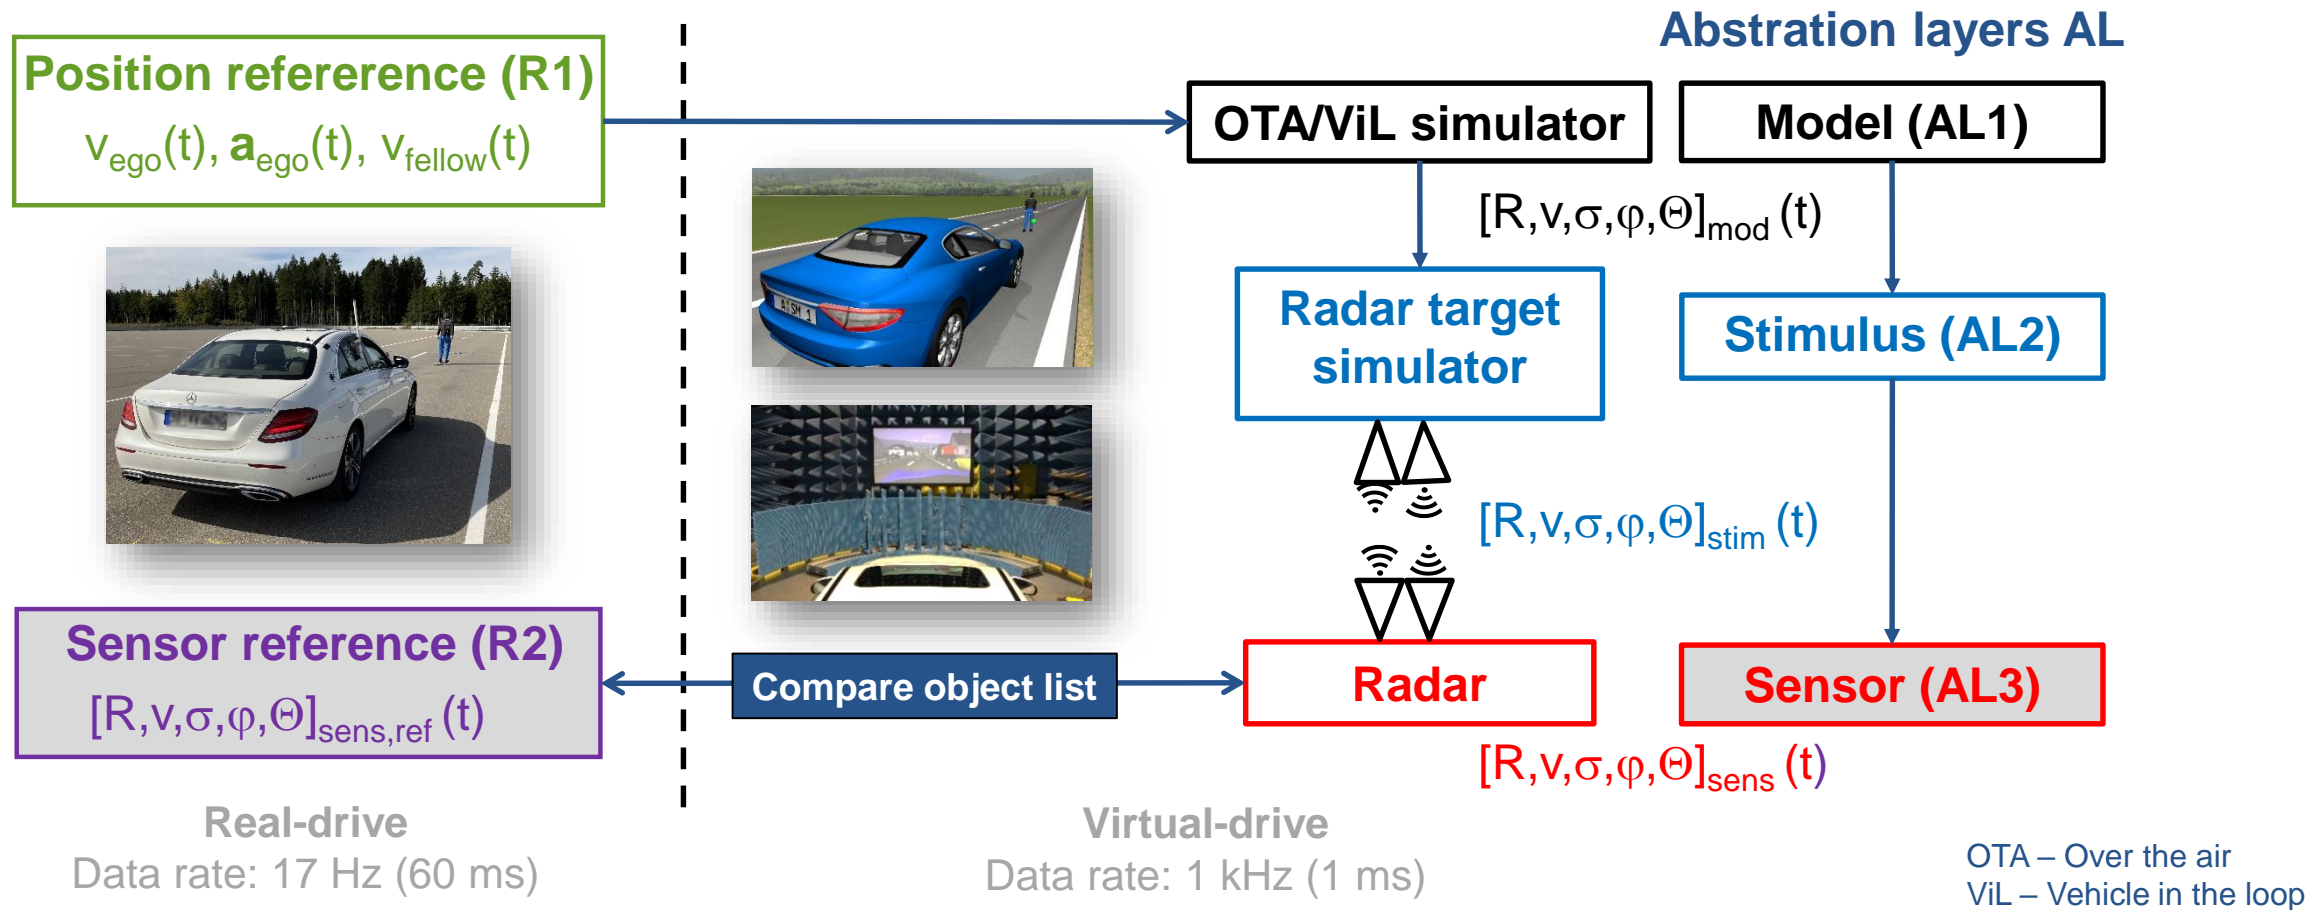 Abstration layers AL
Position refererence (R1)
v_ego(t), a_ego(t), v_fellow(t)
OTA/ViL simulator
Model (AL1)
[R,v,σ,φ,Θ]_mod (t)
A SM 1
Radar target
simulator
Stimulus (AL2)
[R,v,σ,φ,Θ]_stim (t)
Sensor reference (R2)
[R,v,σ,φ,Θ]_sens,ref (t)
Compare object list
Radar
Sensor (AL3)
[R,v,σ,φ,Θ]_sens (t)
Real-drive
Data rate: 17 Hz (60 ms)
Virtual-drive
Data rate: 1 kHz (1 ms)
OTA – Over the air
ViL – Vehicle in the loop